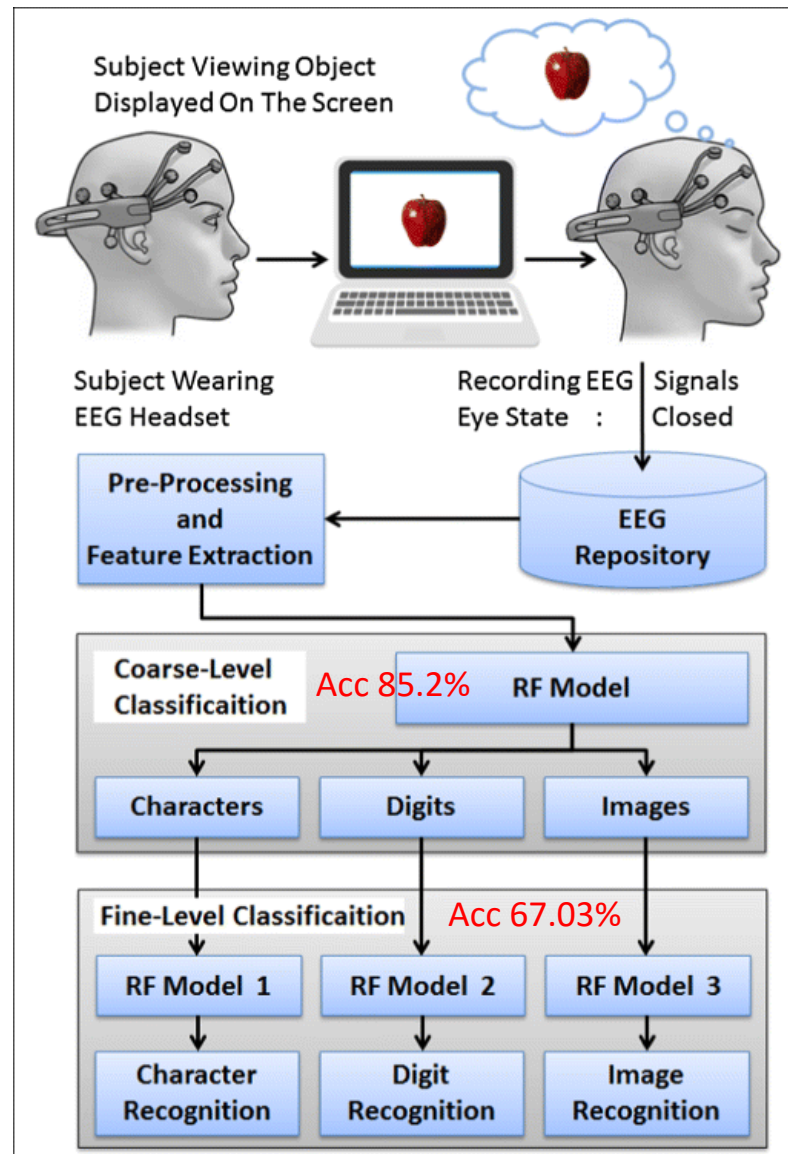 Subject Viewing Object
Displayed On The Screen
Subject Wearing
EEG Headset
Recording EEG Signals
Eye State : Closed
Pre-Processing
and
Feature Extraction
EEG
Repository
Coarse-Level
Classificaition
Acc 85.2%
RF Model
Characters
Digits
Images
Fine-Level Classificaition
Acc 67.03%
RF Model 1
RF Model 2
RF Model 3
Character
Recognition
Digit
Recognition
Image
Recognition